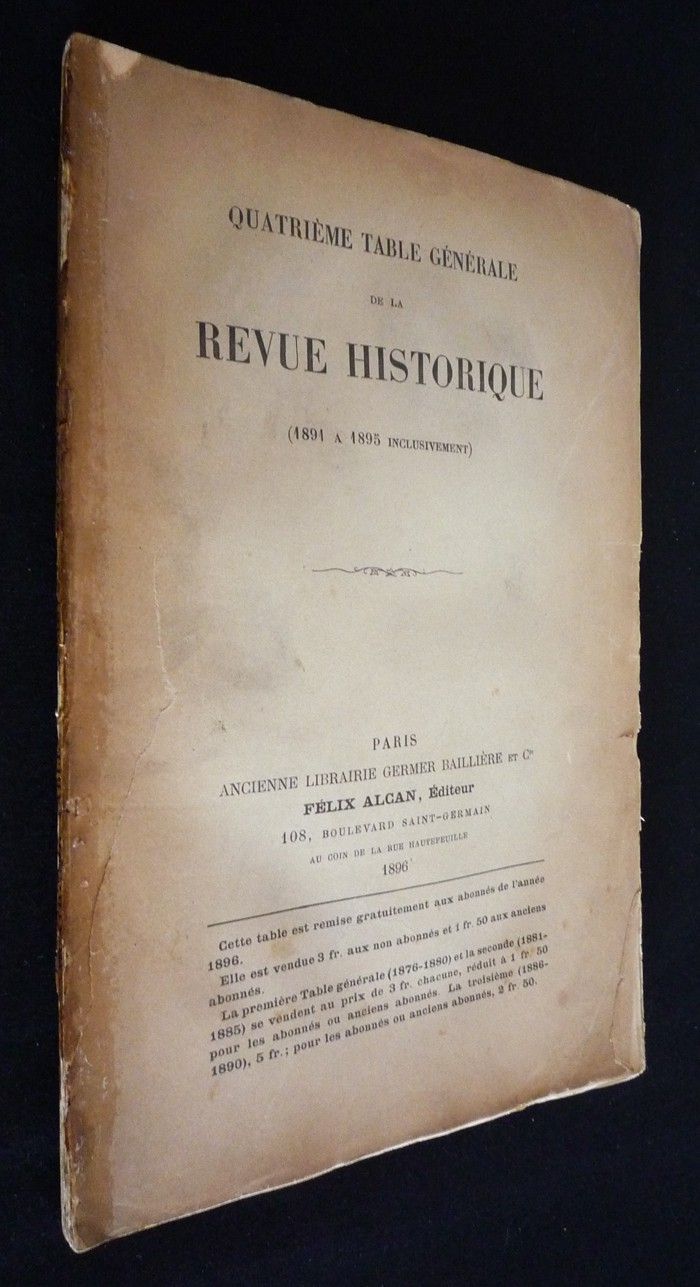 QUATRIÈME TABLE GÉNÉRALE
DE LA
REVUE HISTORIQUE
(1891 A 1895 INCLUSIVEMENT)
PARIS
ANCIENNE LIBRAIRIE GERMER BAILLIÈRE ET Cie
FÉLIX ALCAN, Éditeur
108, BOULEVARD SAINT-GERMAIN
AU COIN DE LA RUE HAUTEFEUILLE
1896
Cette table est remise gratuitement aux abonnés de l'année
1896.
Elle est vendue 3 fr. aux non abonnés et 1 fr. 50 aux anciens
abonnés.
La première Table générale (1876-1880) et la seconde (1881-
1885) se vendent au prix de 3 fr. chacune, réduit à 1 fr. 50
pour les abonnés ou anciens abonnés. La troisième (1886-
1890), 5 fr.; pour les abonnés ou anciens abonnés, 2 fr. 50.